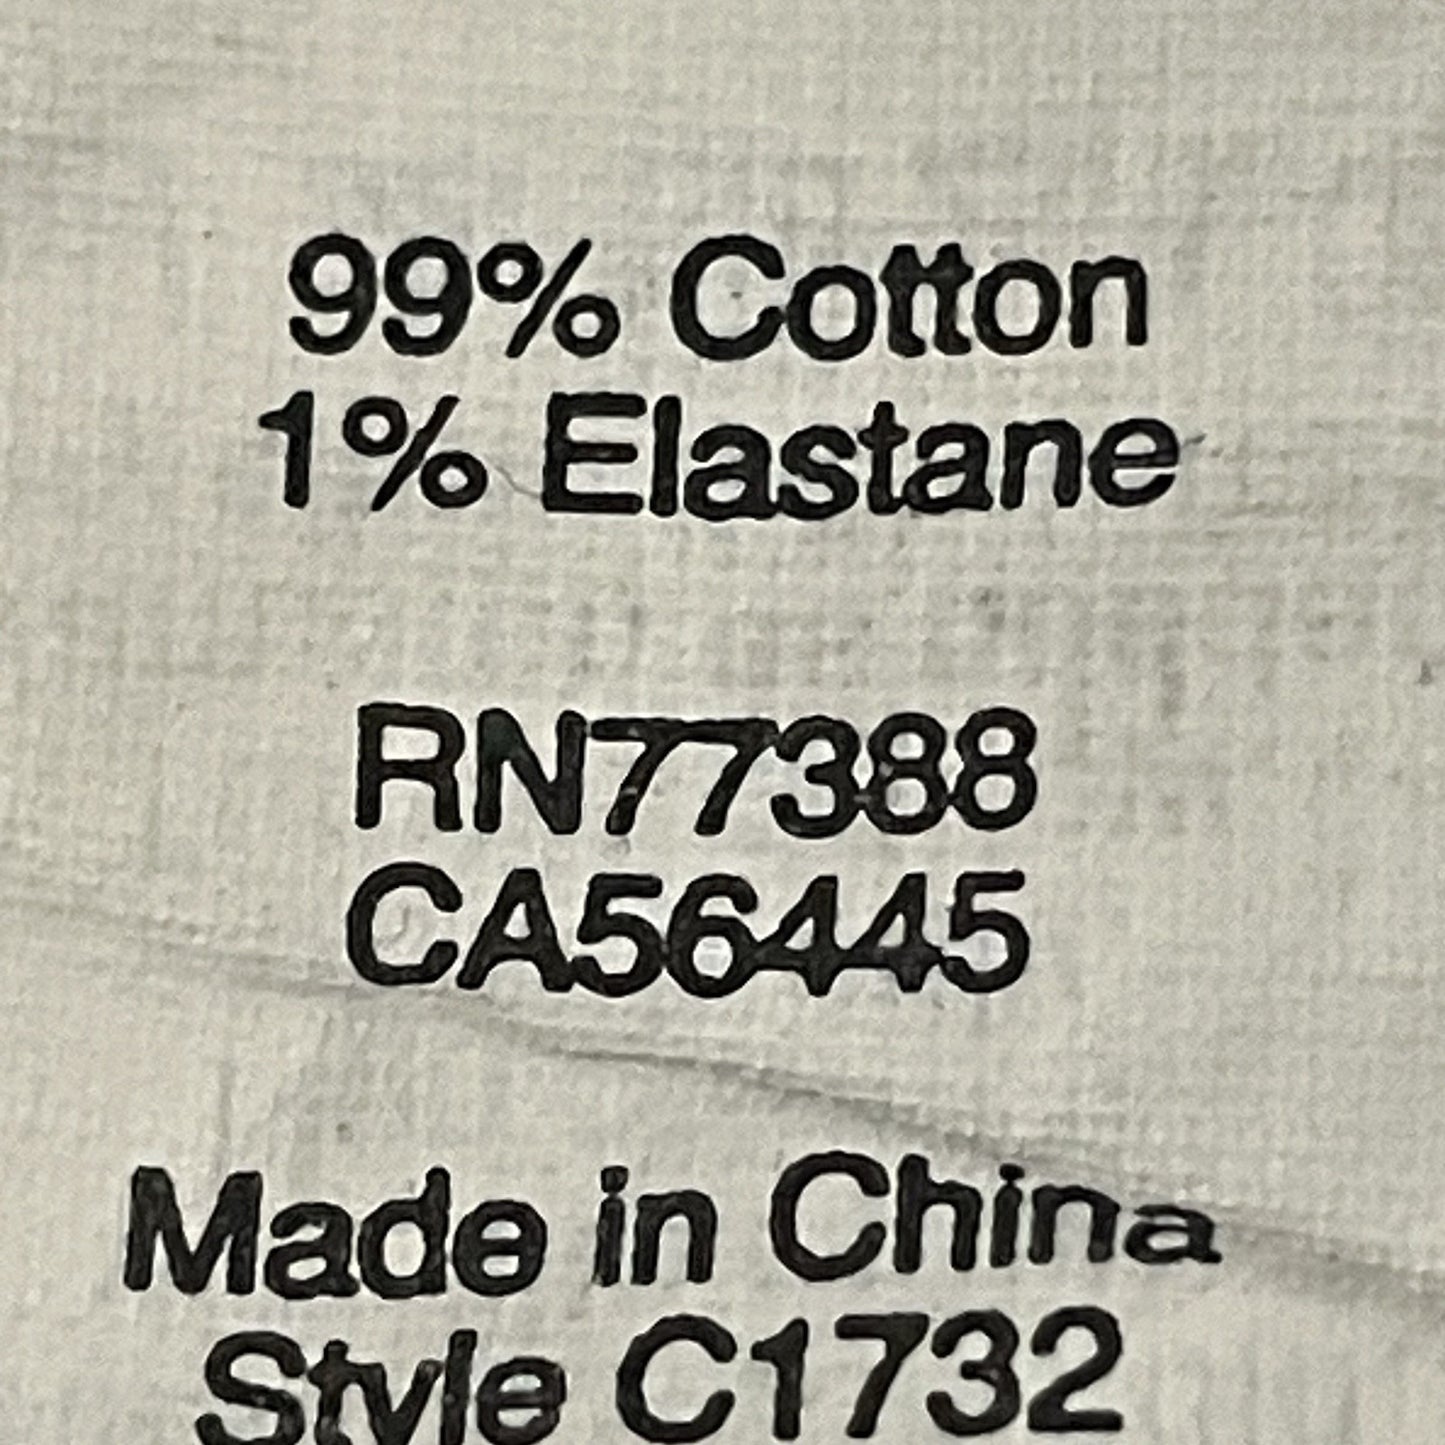 99% Cotton
1% Elastane
RN77388
CA56445
Made in China
Style C1732